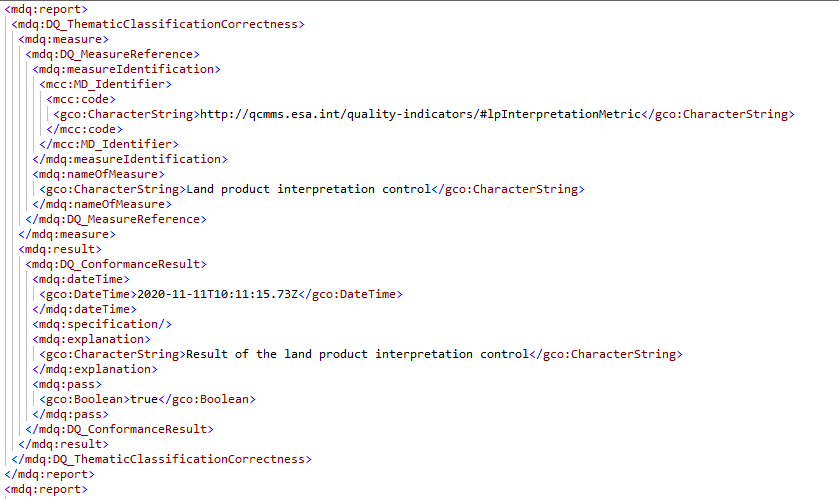 <mdq:report>
<mdq:DQ_ThematicClassificationCorrectness>
<mdq:measure>
<mdq:DQ_MeasureReference>
<mdq:measureIdentification>
<mcc:MD_Identifier>
<mcc:code>
<gco:CharacterString>http://qcmms.esa.int/quality-indicators/#lpInterpretationMetric</gco:CharacterString>
</mcc:code>
</mcc:MD_Identifier>
</mdq:measureIdentification>
<mdq:nameOfMeasure>
<gco:CharacterString>Land product interpretation control</gco:CharacterString>
</mdq:nameOfMeasure>
</mdq:DQ_MeasureReference>
</mdq:measure>
<mdq:result>
<mdq:DQ_ConformanceResult>
<mdq:dateTime>
<gco:DateTime>2020-11-11T10:11:15.73Z</gco:DateTime>
</mdq:dateTime>
<mdq:specification/>
<mdq:explanation>
<gco:CharacterString>Result of the land product interpretation control</gco:CharacterString>
</mdq:explanation>
<mdq:pass>
<gco:Boolean>true</gco:Boolean>
</mdq:pass>
</mdq:DQ_ConformanceResult>
</mdq:result>
</mdq:DQ_ThematicClassificationCorrectness>
</mdq:report>
<mdq:report>